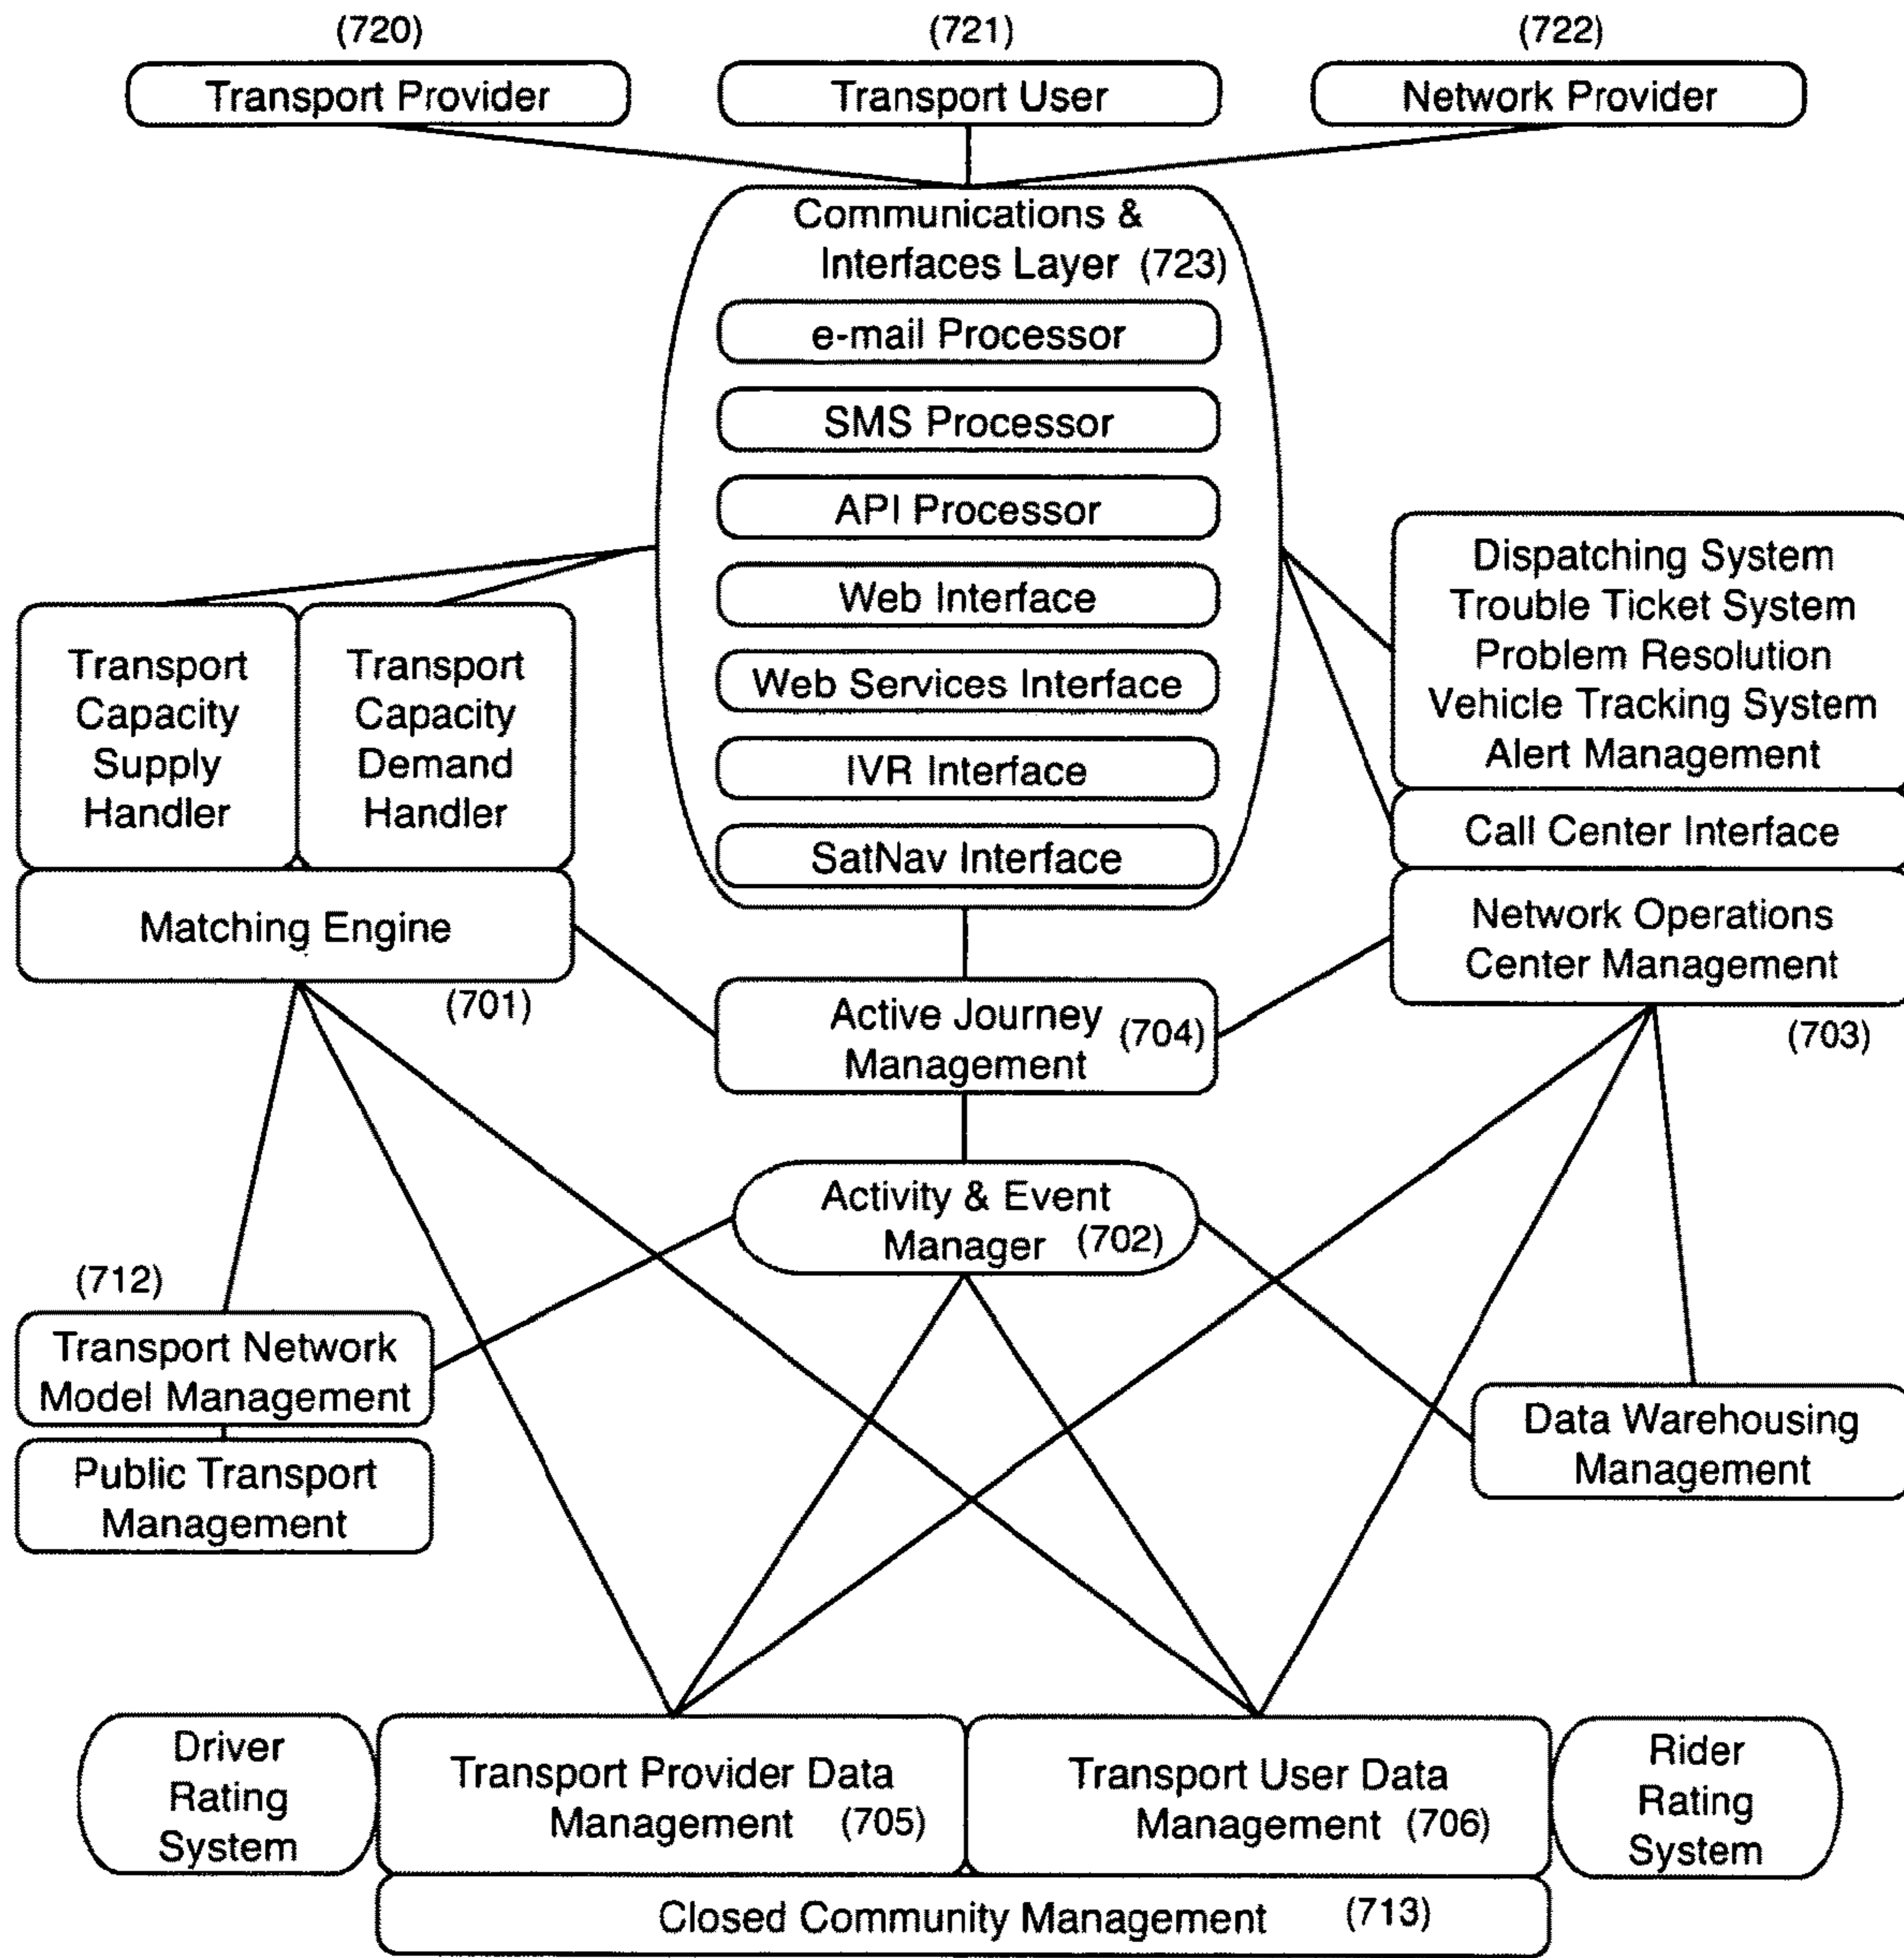 (720)
(721)
(722)
Transport Provider
Transport User
Network Provider
Communications &
Interfaces Layer (723)
e-mail Processor
SMS Processor
API Processor
Web Interface
Web Services Interface
IVR Interface
SatNav Interface
Transport
Capacity
Supply
Handler
Transport
Capacity
Demand
Handler
Matching Engine
(701)
Dispatching System
Trouble Ticket System
Problem Resolution
Vehicle Tracking System
Alert Management
Call Center Interface
Network Operations
Center Management
(703)
Active Journey
Management (704)
Activity & Event
Manager (702)
(712)
Transport Network
Model Management
Public Transport
Management
Data Warehousing
Management
Driver
Rating
System
Transport Provider Data
Management (705)
Transport User Data
Management (706)
Rider
Rating
System
Closed Community Management (713)